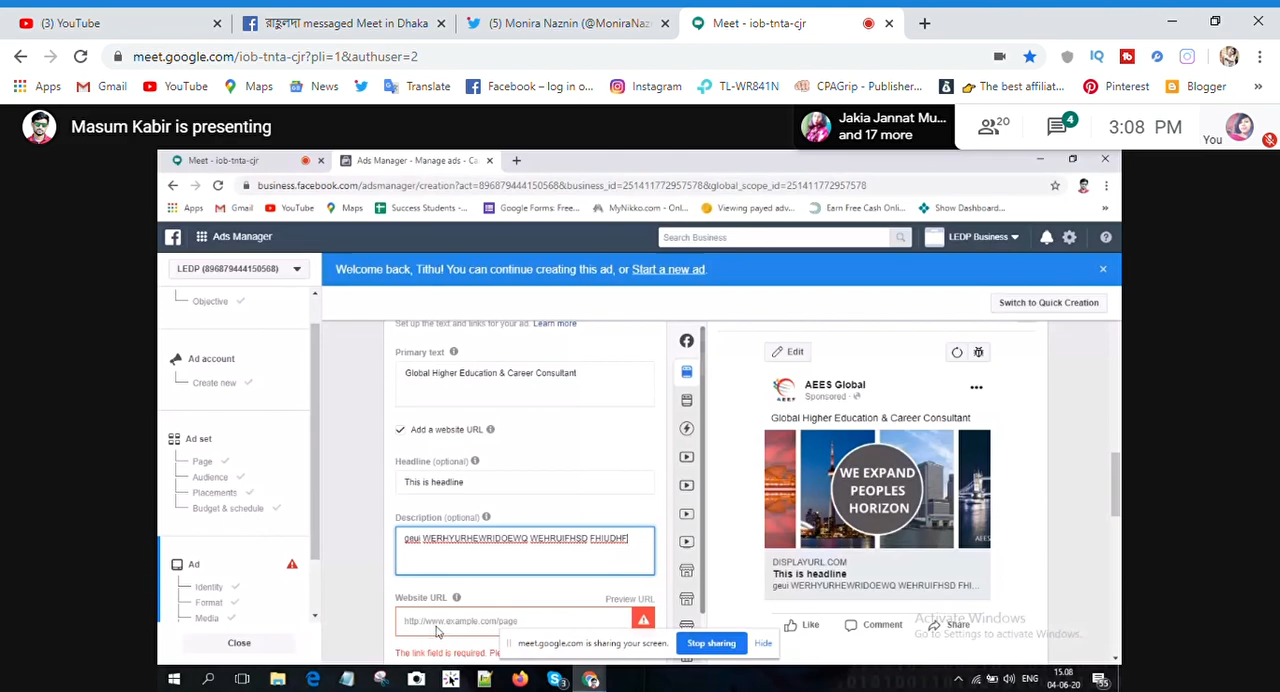 (3) YouTube
রাহুলদা messaged Meet in Dhaka
(5) Monira Naznin (@MoniraNaz
Meet - iob-tnta-cjr
meet.google.com/iob-tnta-cjr?pli=1&authuser=2
Apps Gmail YouTube Maps News Translate Facebook – log in o... Instagram TL-WR841N CPAGrip - Publisher... The best affiliat... Pinterest Blogger »
Masum Kabir is presenting
Jakia Jannat Mu...
and 17 more
20
4
3:08 PM
You
Meet - iob-tnta-cjr
Ads Manager - Manage ads - Ca
business.facebook.com/adsmanager/creation?act=896879444150568&business_id=251411772957578&global_scope_id=251411772957578
Apps Gmail YouTube Maps Success Students -... Google Forms: Free... MyNikko.com - Onl... Viewing payed adv... Earn Free Cash Onli... Show Dashboard... »
Ads Manager
Search Business
LEDP Business
LEDP (896879444150568)
Welcome back, Tithu! You can continue creating this ad, or Start a new ad.
Switch to Quick Creation
Objective
Ad account
Create new
Ad set
Page
Audience
Placements
Budget & schedule
Ad
Identity
Format
Media
Close
Set up the text and links for your ad. Learn more
Primary text
Global Higher Education & Career Consultant
Add a website URL
Headline (optional)
This is headline
Description (optional)
geui WERHYURHEWRIDOEWQ WEHRUIFHSD FHIUDHF
Website URL
Preview URL
http://www.example.com/page
The link field is required. Ple
Edit
AEES Global
Sponsored
Global Higher Education & Career Consultant
WE EXPAND
PEOPLES
HORIZON
AEES
DISPLAYURL.COM
This is headline
geui WERHYURHEWRIDOEWQ WEHRUIFHSD FHI...
Like
Comment
Share
Activate Windows
Go to Settings to activate Windows.
meet.google.com is sharing your screen.
Stop sharing
Hide
ENG
15.08
04-06-20
55